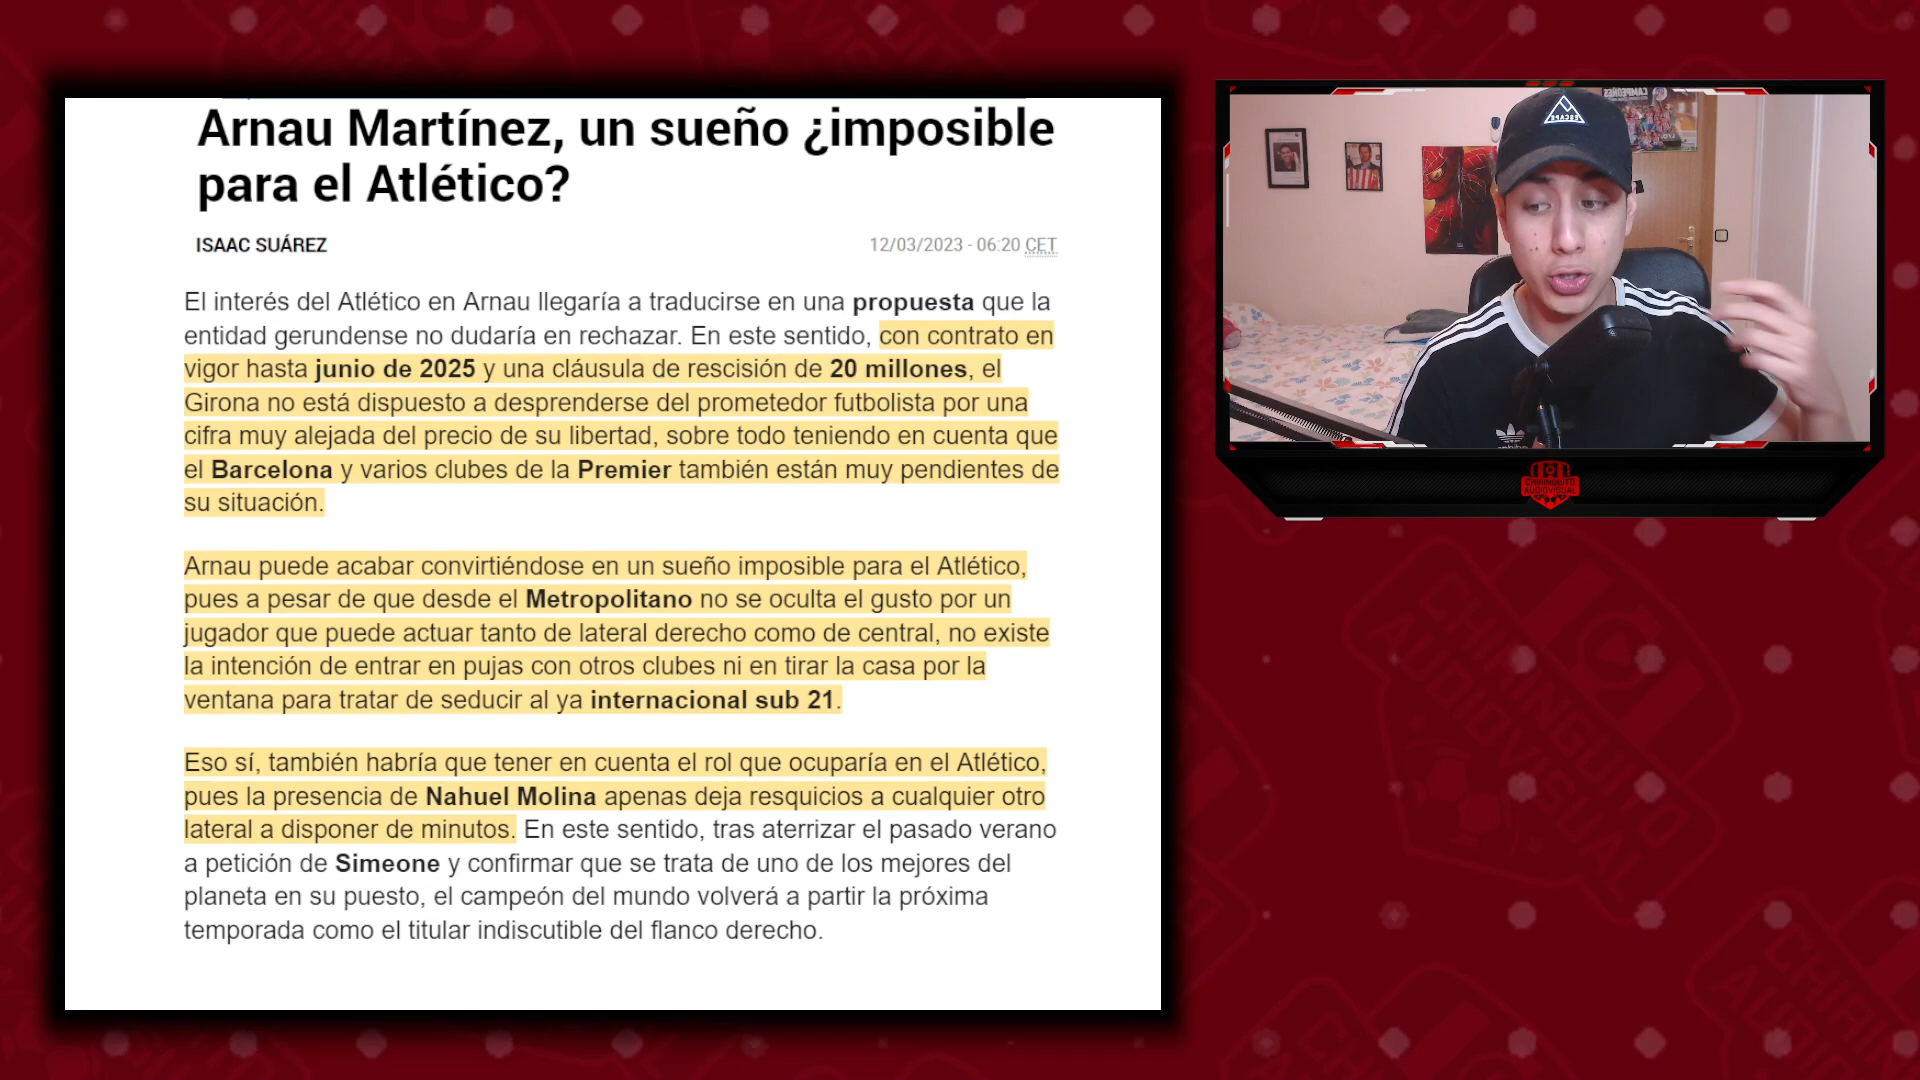 Arnau Martínez, un sueño ¿imposible
para el Atlético?
ISAAC SUÁREZ
12/03/2023 - 06:20 CET
El interés del Atlético en Arnau llegaría a traducirse en una propuesta que la
entidad gerundense no dudaría en rechazar. En este sentido, con contrato en
vigor hasta junio de 2025 y una cláusula de rescisión de 20 millones, el
Girona no está dispuesto a desprenderse del prometedor futbolista por una
cifra muy alejada del precio de su libertad, sobre todo teniendo en cuenta que
el Barcelona y varios clubes de la Premier también están muy pendientes de
su situación.
Arnau puede acabar convirtiéndose en un sueño imposible para el Atlético,
pues a pesar de que desde el Metropolitano no se oculta el gusto por un
jugador que puede actuar tanto de lateral derecho como de central, no existe
la intención de entrar en pujas con otros clubes ni en tirar la casa por la
ventana para tratar de seducir al ya internacional sub 21.
Eso sí, también habría que tener en cuenta el rol que ocuparía en el Atlético,
pues la presencia de Nahuel Molina apenas deja resquicios a cualquier otro
lateral a disponer de minutos. En este sentido, tras aterrizar el pasado verano
a petición de Simeone y confirmar que se trata de uno de los mejores del
planeta en su puesto, el campeón del mundo volverá a partir la próxima
temporada como el titular indiscutible del flanco derecho.
CAMPEONES
ESCAPE
adidas
CHIRINGUITO
AUDIOVISUAL
CHIRINGUITO
AUDIOVISUAL